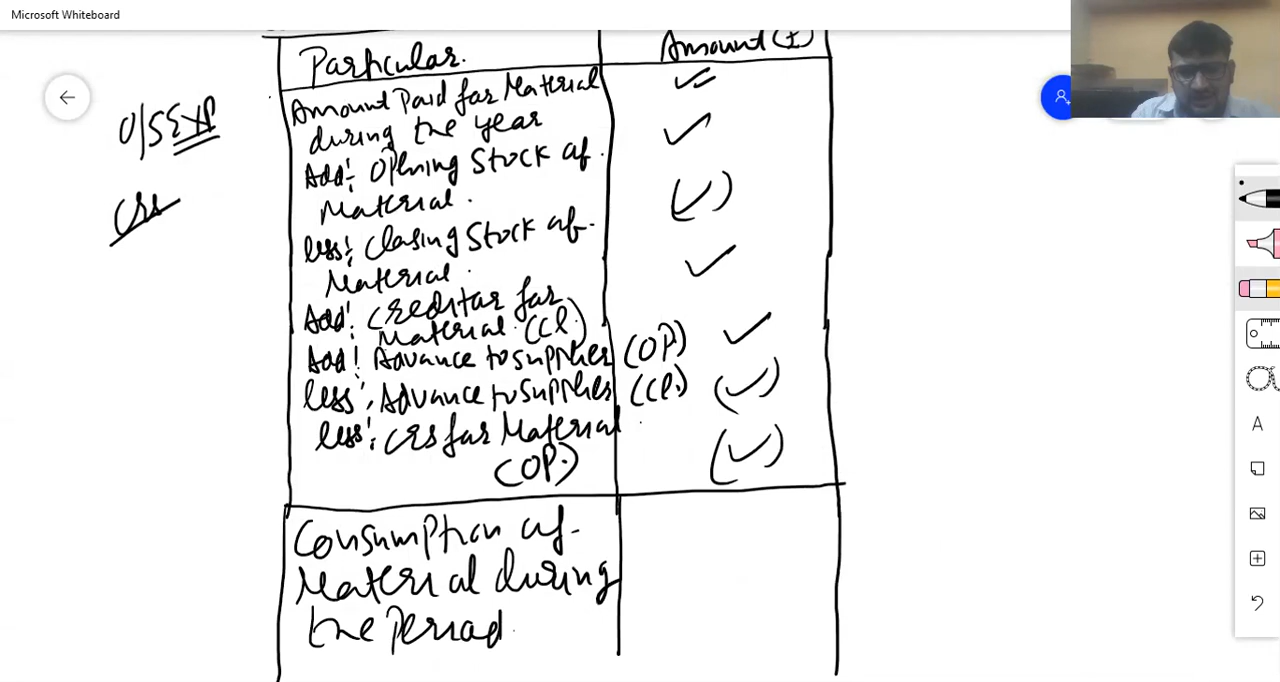 Microsoft Whiteboard
Particular.
Amount (₹)
Amount Paid for Material
during the year
Add:- Opening Stock of
Material.
less:- Closing Stock of
Material.
Add:- Creditor for
Material. (Cl.)
Add:- Advance to supplier (OP)
less:- Advance to supplier (Cl.)
less:- CRS for Material
(OP.)
Consumption of
Material during
the Period.
O/S Exp
CRS
A